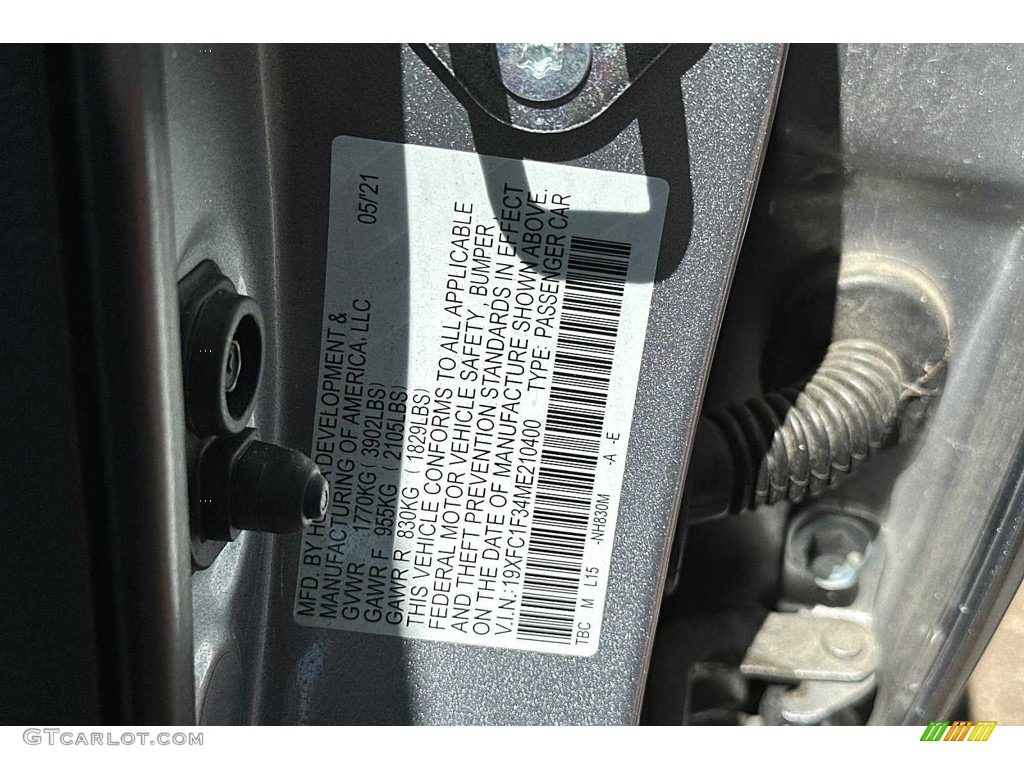 MFD. BY HONDA DEVELOPMENT &
MANUFACTURING OF AMERICA, LLC 05/21
GVWR 1770KG ( 3902LBS)
GAWR F 955KG ( 2105LBS)
GAWR R 830KG ( 1829LBS)
THIS VEHICLE CONFORMS TO ALL APPLICABLE
FEDERAL MOTOR VEHICLE SAFETY , BUMPER ,
AND THEFT PREVENTION STANDARDS IN EFFECT
ON THE DATE OF MANUFACTURE SHOWN ABOVE.
V.I.N.:19XFC1F34ME210400 TYPE: PASSENGER CAR
TBC M L15 -NH830M -A -E
GTCARLOT.COM